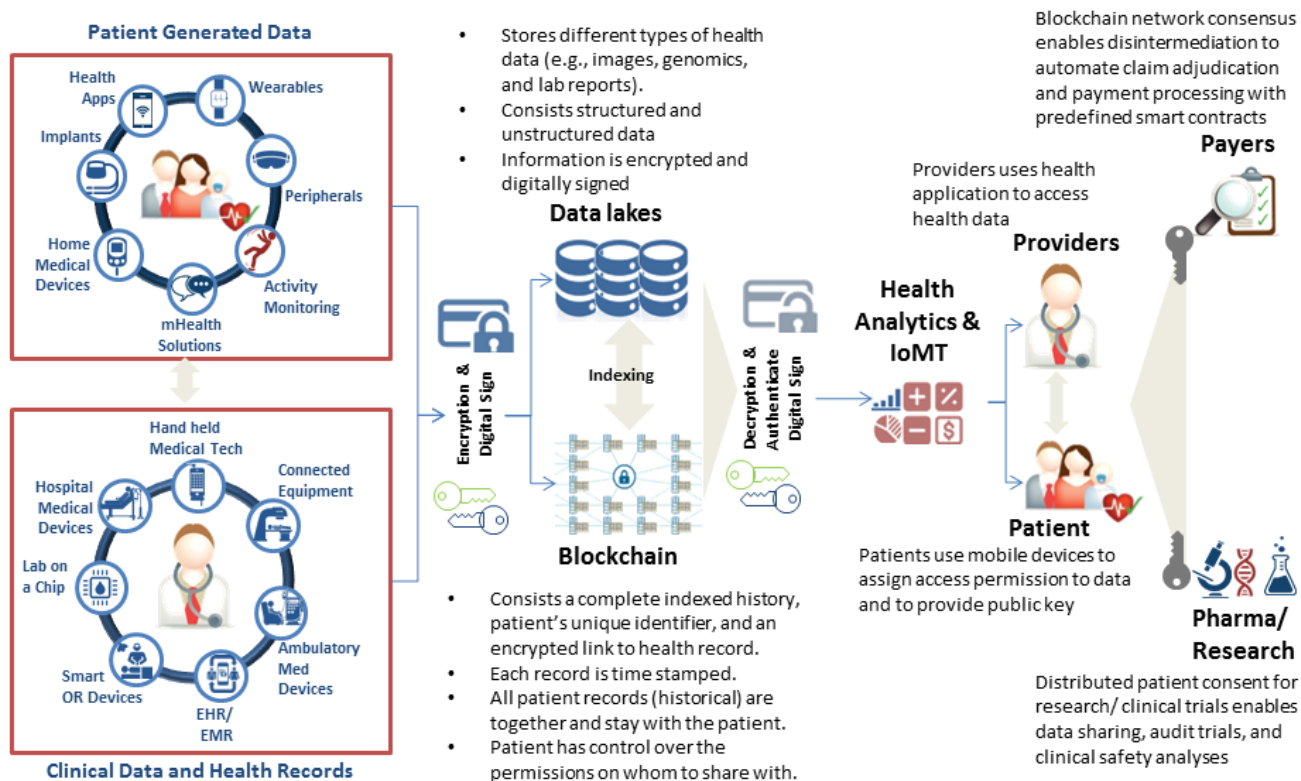 Patient Generated Data
Health
Apps
Wearables
Implants
Peripherals
Home
Medical
Devices
Activity
Monitoring
mHealth
Solutions
Hand held
Medical Tech
Connected
Equipment
Hospital
Medical
Devices
Lab on
a Chip
Ambulatory
Med
Devices
Smart
OR Devices
EHR/
EMR
Clinical Data and Health Records
Encryption &
Digital Sign
• Stores different types of health
data (e.g., images, genomics,
and lab reports).
• Consists structured and
unstructured data
• Information is encrypted and
digitally signed
Data lakes
Indexing
Blockchain
• Consists a complete indexed history,
patient's unique identifier, and an
encrypted link to health record.
• Each record is time stamped.
• All patient records (historical) are
together and stay with the patient.
• Patient has control over the
permissions on whom to share with.
Decryption &
Authenticate
Digital Sign
Health
Analytics &
IoMT
Providers uses health
application to access
health data
Providers
Patient
Patients use mobile devices to
assign access permission to data
and to provide public key
Blockchain network consensus
enables disintermediation to
automate claim adjudication
and payment processing with
predefined smart contracts
Payers
Pharma/
Research
Distributed patient consent for
research/ clinical trials enables
data sharing, audit trials, and
clinical safety analyses